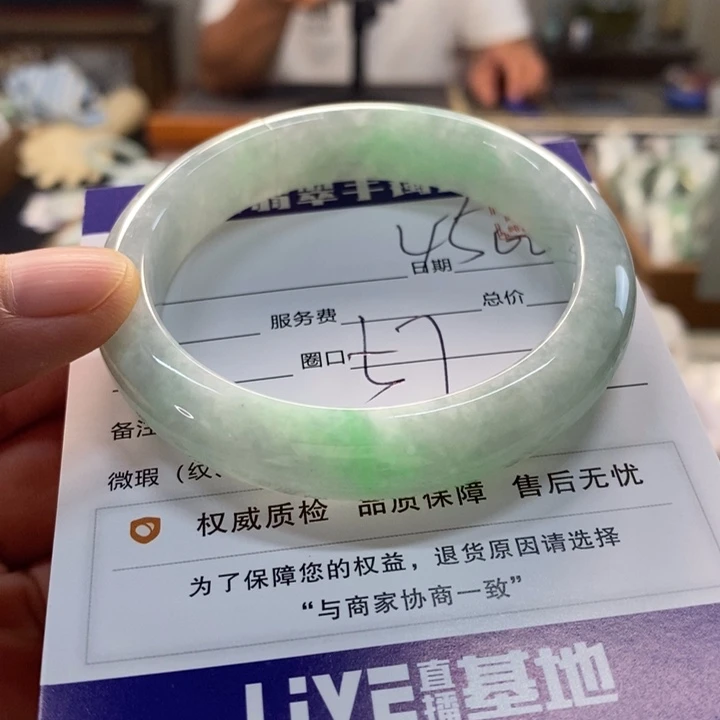 翡翠手镯
日期
服务费 总价
圈口 57
备注
微瑕（纹、
权威质检 品质保障 售后无忧
为了保障您的权益，退货原因请选择
“与商家协商一致”
LiVE直播基地